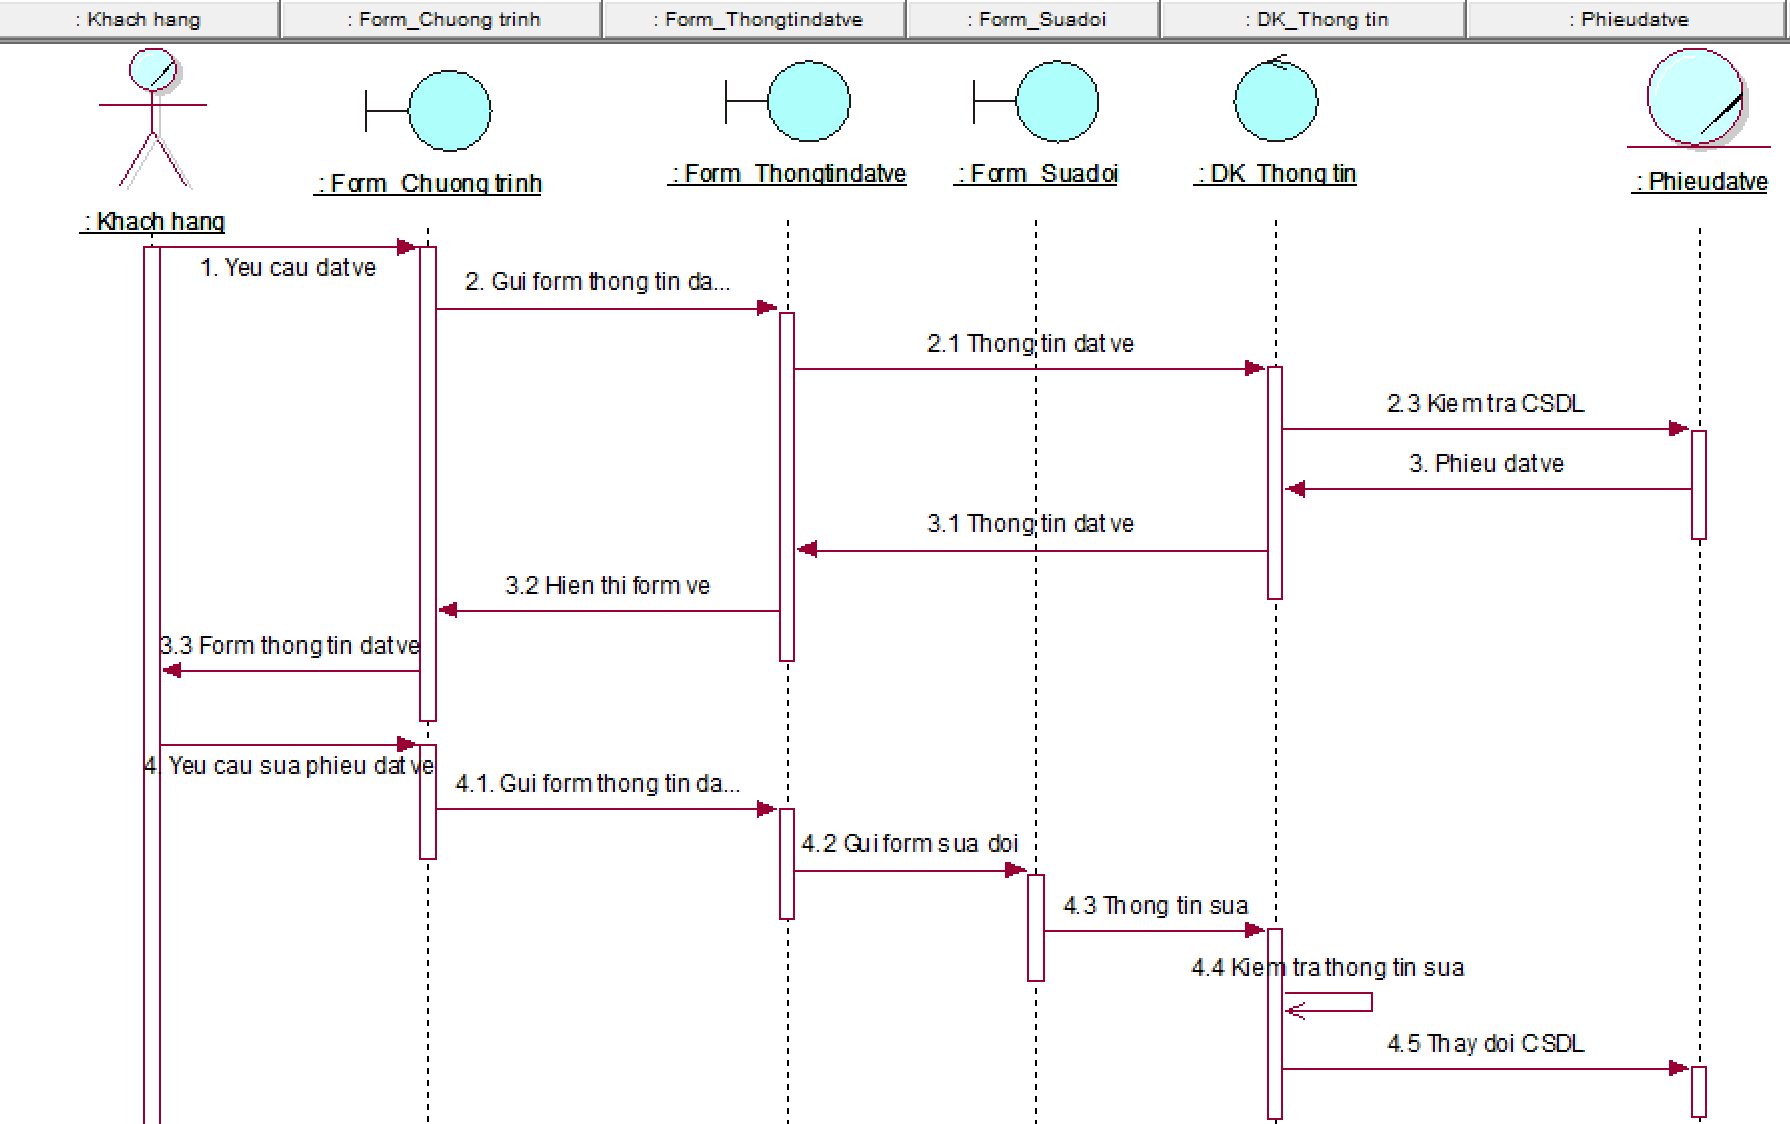 : Khach hang
: Form_Chuong trinh
: Form_Thongtindatve
: Form_Suadoi
: DK_Thong tin
: Phieudatve
: Khach hang
: Form_Chuong trinh
: Form_Thongtindatve
: Form_Suadoi
: DK_Thong tin
: Phieudatve
1. Yeu cau dat ve
2. Gui form thong tin da...
2.1 Thong tin dat ve
2.3 Kiem tra CSDL
3. Phieu dat ve
3.1 Thong tin dat ve
3.2 Hien thi form ve
3.3 Form thong tin dat ve
4. Yeu cau sua phieu dat ve
4.1. Gui form thong tin da...
4.2 Gui form sua doi
4.3 Thong tin sua
4.4 Kiem tra thong tin sua
4.5 Thay doi CSDL